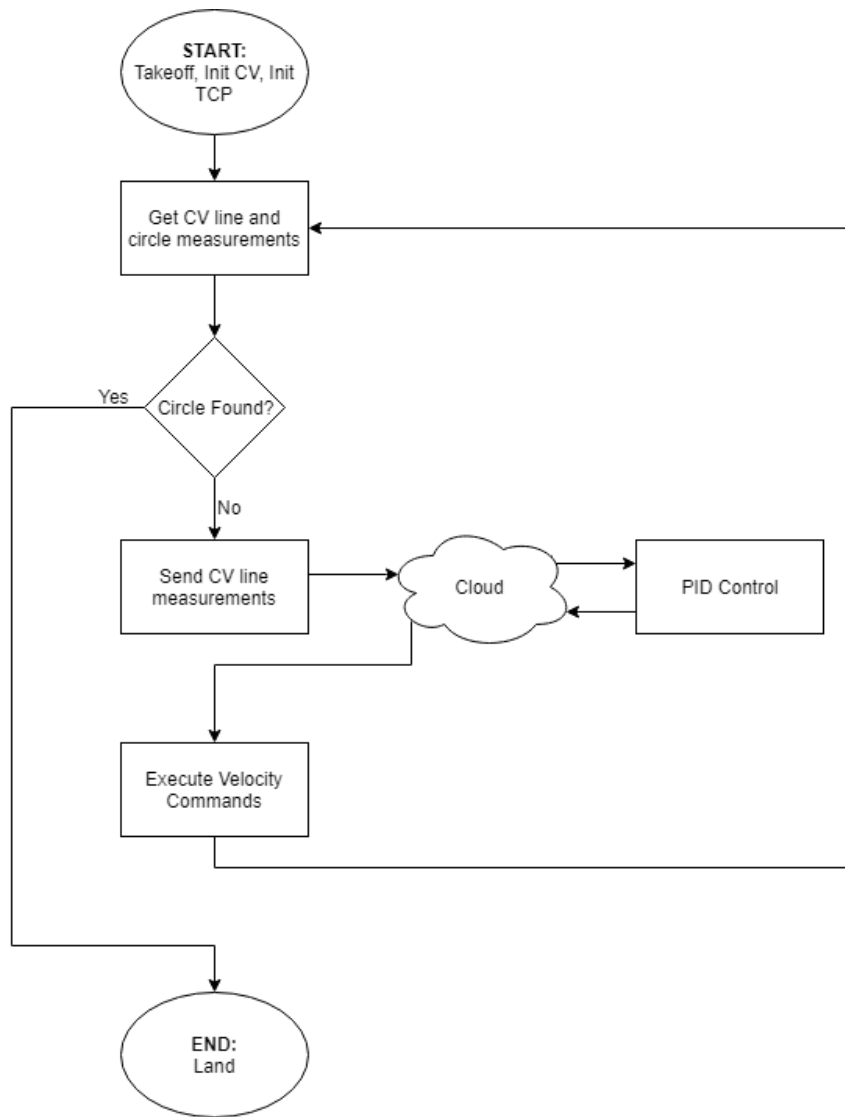 START:
Takeoff, Init CV, Init
TCP
Get CV line and
circle measurements
Yes
Circle Found?
No
Send CV line
measurements
Cloud
PID Control
Execute Velocity
Commands
END:
Land